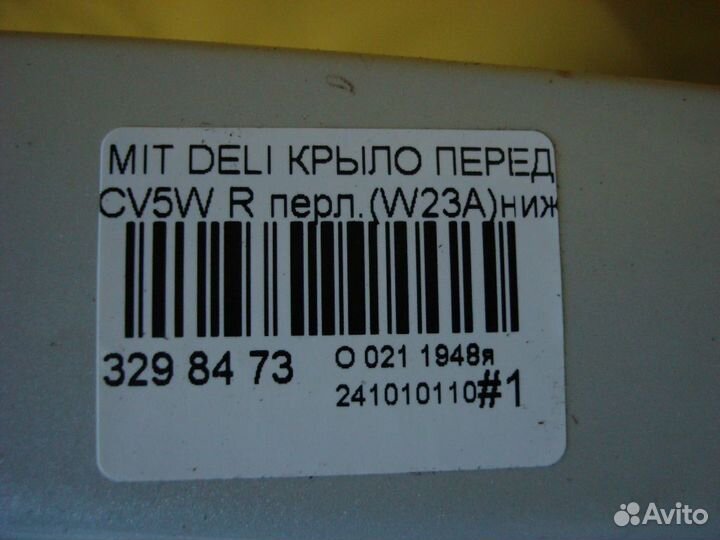 MIT DELI КРЫЛО ПЕРЕД
CV5W R перл.(W23A)ниж
329 84 73
О 021 1948я
241010110#1
Avito